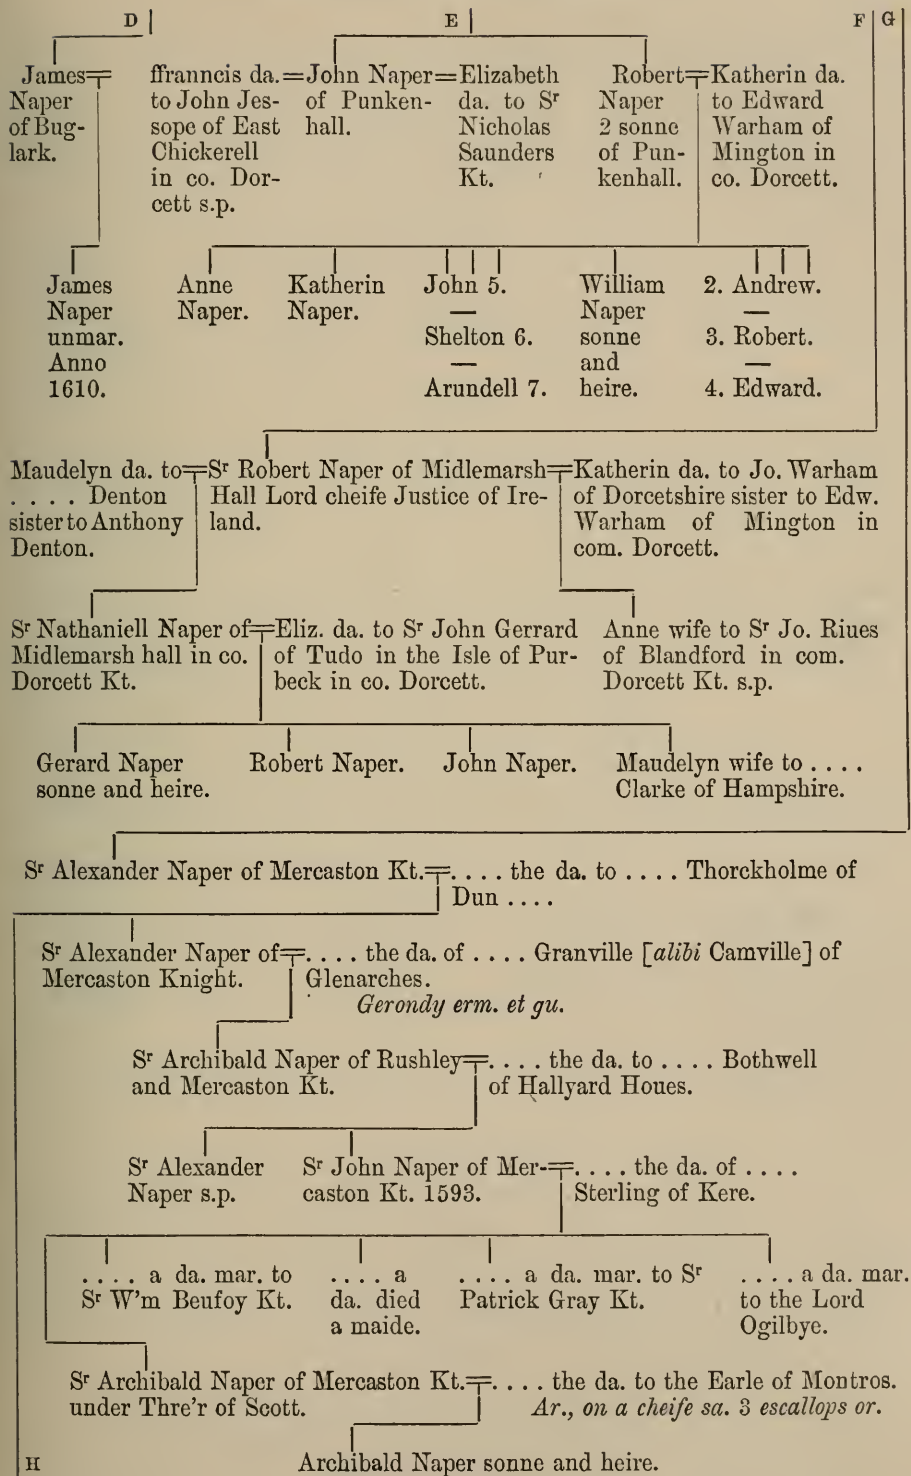 D E F G
James
Naper
of Bug-
lark.
ffranncis da.
to John Jes-
sope of East
Chickerell
in co. Dor-
cett s.p.
=John Naper=
of Punken-
hall.
Elizabeth
da. to Sr
Nicholas
Saunders
Kt.
Robert
Naper
2 sonne
of Pun-
kenhall.
Katherin da.
to Edward
Warham of
Mington in
co. Dorcett.
James
Naper
unmar.
Anno
1610.
Anne
Naper.
Katherin
Naper.
John 5.
—
Shelton 6.
—
Arundell 7.
William
Naper
sonne
and
heire.
2. Andrew.
—
3. Robert.
—
4. Edward.
Maudelyn da. to
. . . . Denton
sister to Anthony
Denton.
Sr Robert Naper of Midlemarsh
Hall Lord cheife Justice of Ire-
land.
Katherin da. to Jo. Warham
of Dorcetshire sister to Edw.
Warham of Mington in
com. Dorcett.
Sr Nathaniell Naper of
Midlemarsh hall in co.
Dorcett Kt.
Eliz. da. to Sr John Gerrard
of Tudo in the Isle of Pur-
beck in co. Dorcett.
Anne wife to Sr Jo. Riues
of Blandford in com.
Dorcett Kt. s.p.
Gerard Naper
sonne and heire.
Robert Naper.
John Naper.
Maudelyn wife to . . . .
Clarke of Hampshire.
Sr Alexander Naper of Mercaston Kt.
. . . . the da. to . . . . Thorckholme of
Dun . . . .
Sr Alexander Naper of
Mercaston Knight.
. . . . the da. of . . . . Granville [alibi Camville] of
Glenarches.
Gerondy erm. et gu.
Sr Archibald Naper of Rushley
and Mercaston Kt.
. . . . the da. to . . . . Bothwell
of Hallyard Houes.
Sr Alexander
Naper s.p.
Sr John Naper of Mer-
caston Kt. 1593.
. . . . the da. of . . . .
Sterling of Kere.
. . . . a da. mar. to
Sr W'm Beufoy Kt.
. . . . a
da. died
a maide.
. . . . a da. mar. to Sr
Patrick Gray Kt.
. . . . a da. mar.
to the Lord
Ogilbye.
Sr Archibald Naper of Mercaston Kt.
under Thre'r of Scott.
. . . . the da. to the Earle of Montros.
Ar., on a cheife sa. 3 escallops or.
H Archibald Naper sonne and heire.